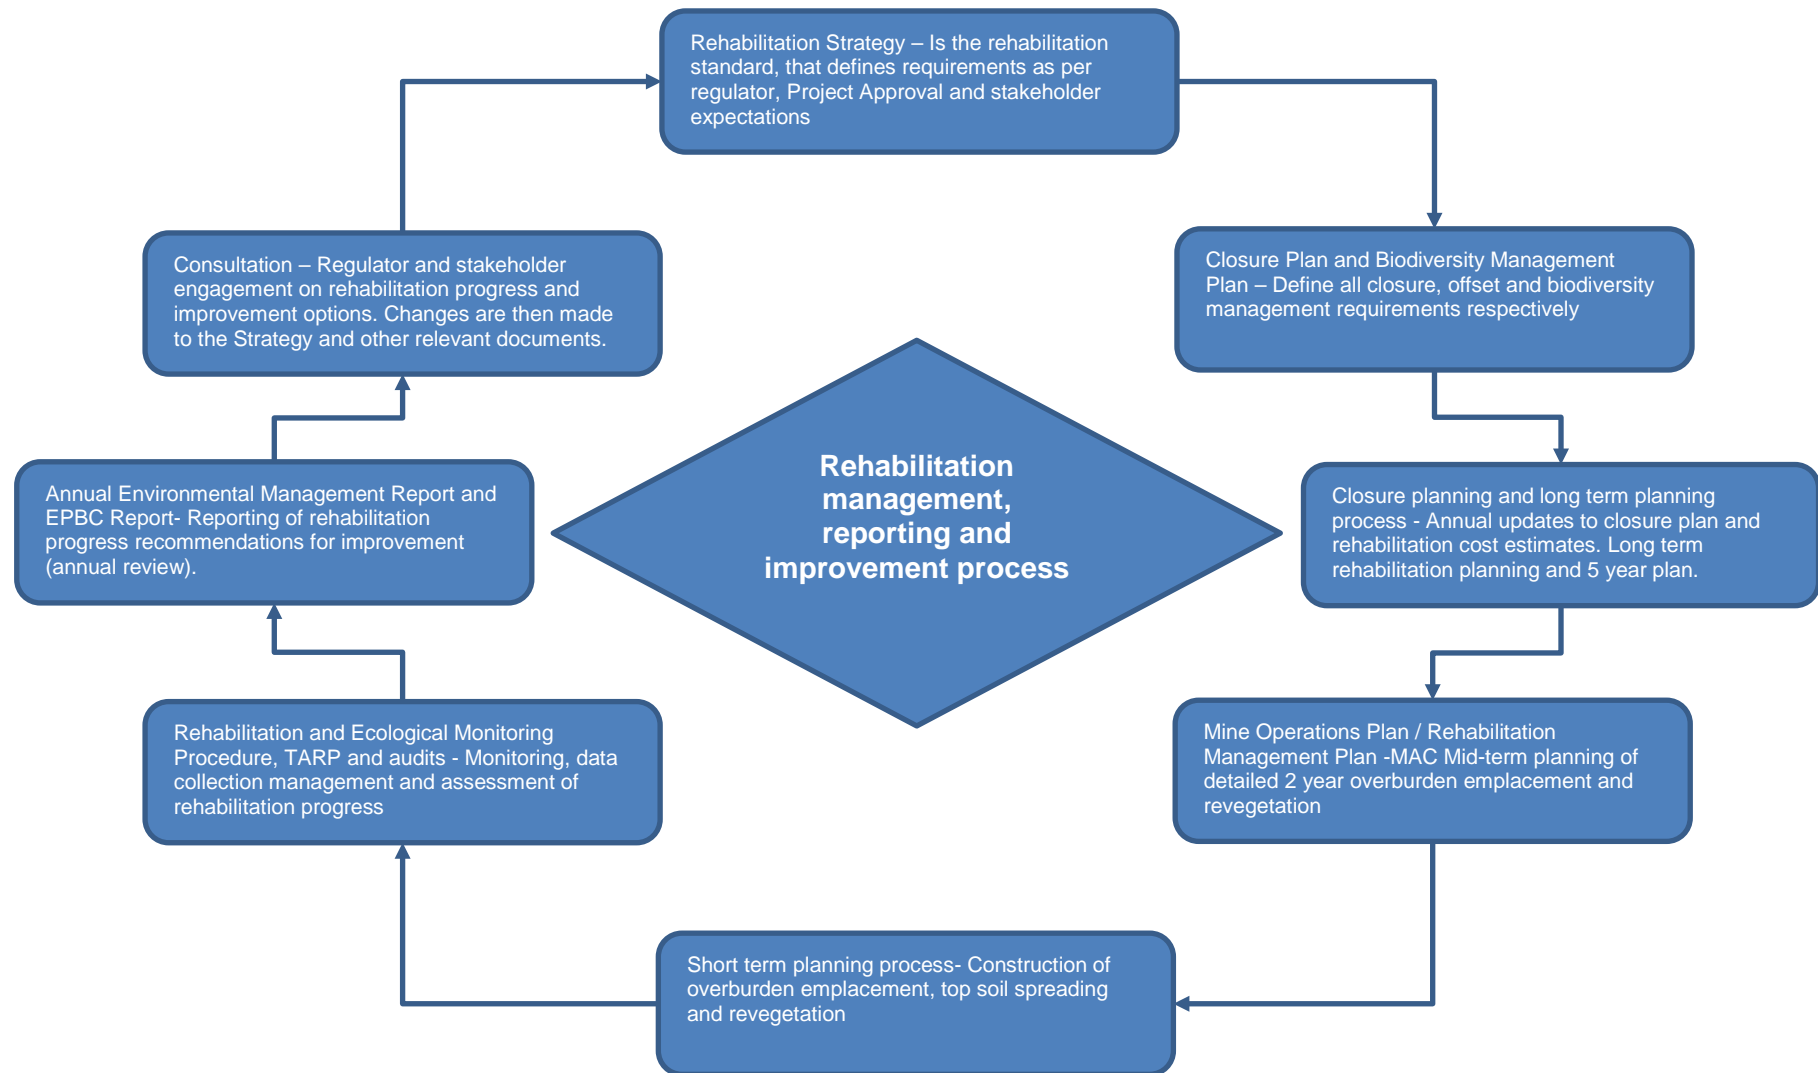 Rehabilitation Strategy – Is the rehabilitation
standard, that defines requirements as per
regulator, Project Approval and stakeholder
expectations
Closure Plan and Biodiversity Management
Plan – Define all closure, offset and biodiversity
management requirements respectively
Closure planning and long term planning
process - Annual updates to closure plan and
rehabilitation cost estimates. Long term
rehabilitation planning and 5 year plan.
Mine Operations Plan / Rehabilitation
Management Plan -MAC Mid-term planning of
detailed 2 year overburden emplacement and
revegetation
Short term planning process- Construction of
overburden emplacement, top soil spreading
and revegetation
Rehabilitation and Ecological Monitoring
Procedure, TARP and audits - Monitoring, data
collection management and assessment of
rehabilitation progress
Annual Environmental Management Report and
EPBC Report- Reporting of rehabilitation
progress recommendations for improvement
(annual review).
Consultation – Regulator and stakeholder
engagement on rehabilitation progress and
improvement options. Changes are then made
to the Strategy and other relevant documents.
Rehabilitation
management,
reporting and
improvement process